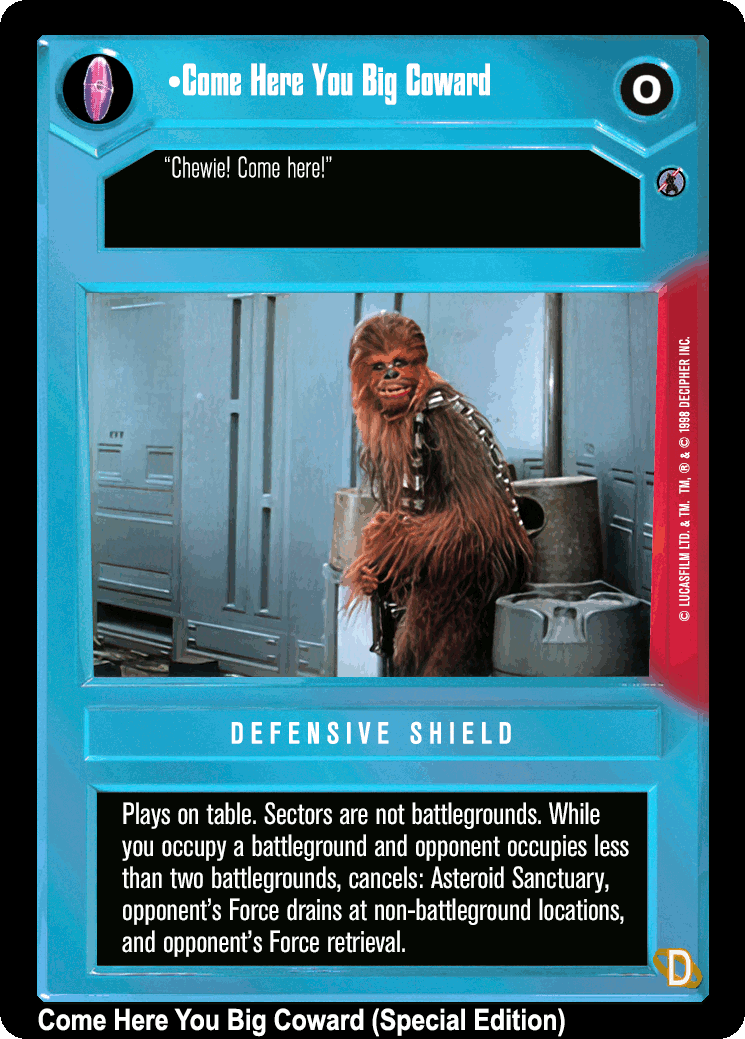 •Come Here You Big Coward
O
“Chewie! Come here!”
© LUCASFILM LTD. & TM. TM, ® & © 1998 DECIPHER INC.
DEFENSIVE SHIELD
Plays on table. Sectors are not battlegrounds. While
you occupy a battleground and opponent occupies less
than two battlegrounds, cancels: Asteroid Sanctuary,
opponent’s Force drains at non-battleground locations,
and opponent’s Force retrieval.
D
Come Here You Big Coward (Special Edition)